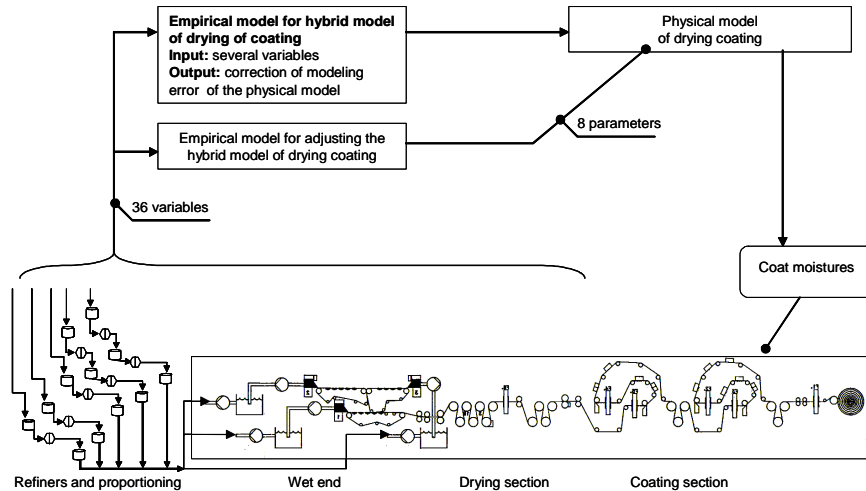 Empirical model for hybrid model
of drying of coating
Input: several variables
Output: correction of modeling
error of the physical model
Physical model
of drying coating
Empirical model for adjusting the
hybrid model of drying coating
8 parameters
36 variables
Coat moistures
Refiners and proportioning
Wet end
Drying section
Coating section